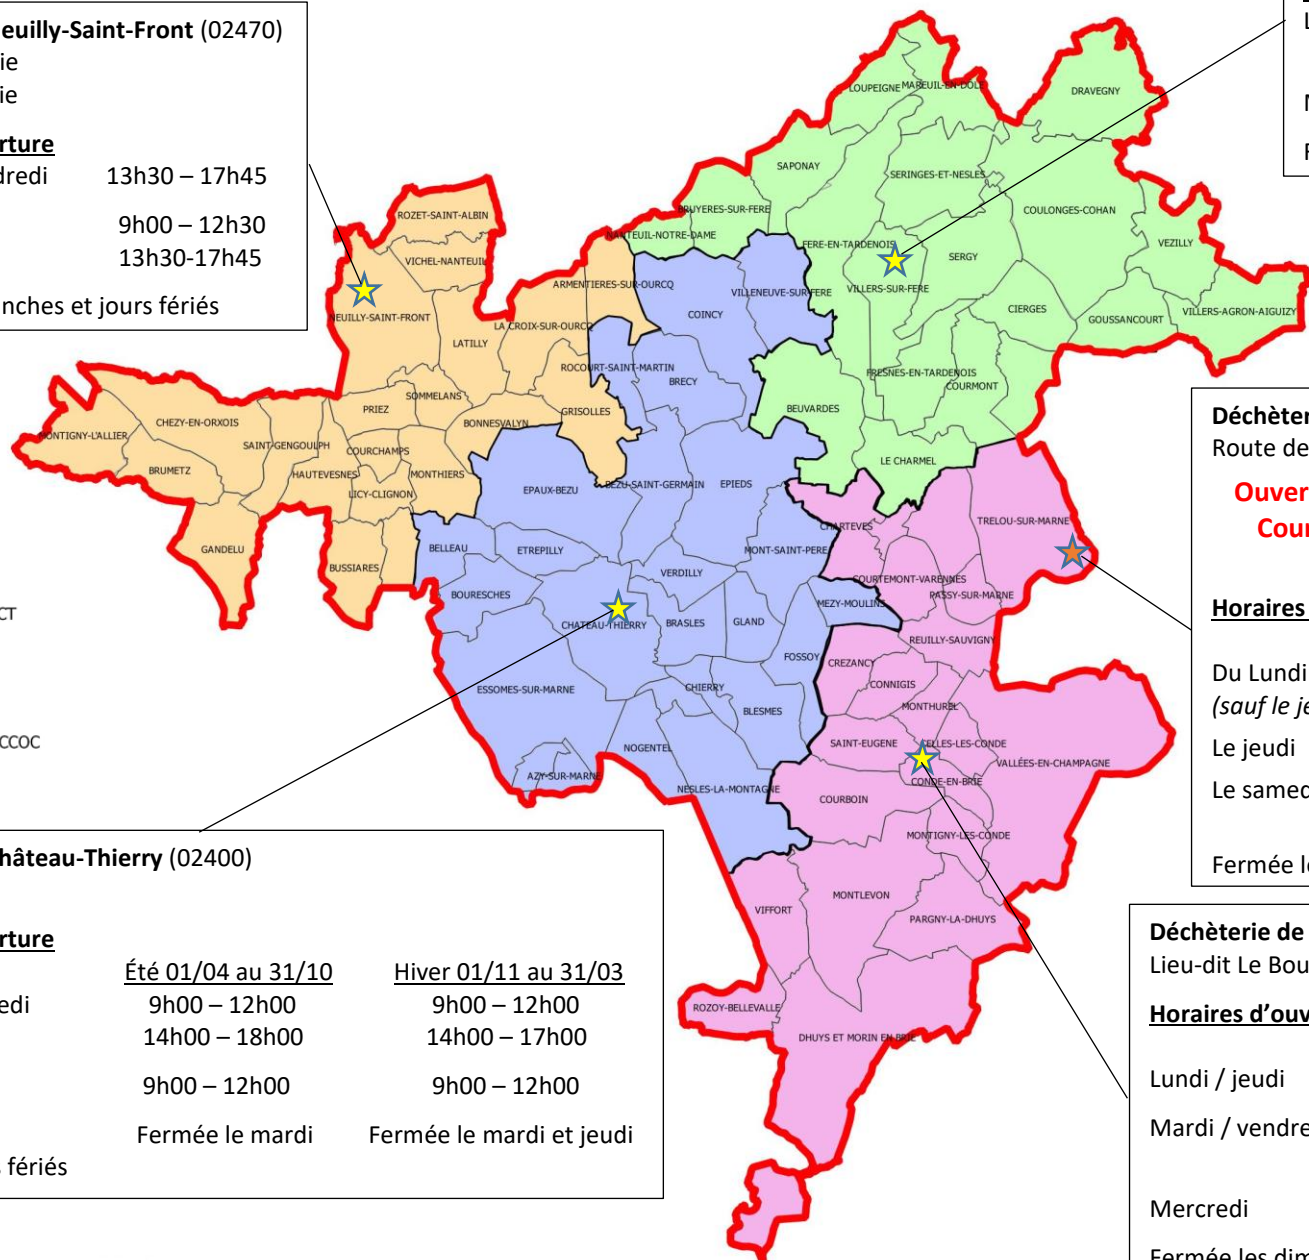 euilly-Saint-Front (02470)
ie
ie
rture
dredi 13h30 – 17h45
9h00 – 12h30
13h30-17h45
nches et jours fériés
L
F
LOUPEIGNE
MAREUIL-EN-DOLE
DRAVEGNY
SAPONAY
SERINGES-ET-NESLES
BRUYERES-SUR-FERE
COULONGES-COHAN
NANTEUIL-NOTRE-DAME
FERE-EN-TARDENOIS
VEZILLY
SERGY
VILLERS-SUR-FERE
ROZET-SAINT-ALBIN
VICHEL-NANTEUIL
ARMENTIERES-SUR-OURCQ
VILLENEUVE-SUR-FERE
COINCY
CIERGES
GOUSSANCOURT
VILLERS-AGRON-AIGUIZY
NEUILLY-SAINT-FRONT
LA CROIX-SUR-OURCQ
LATILLY
ROCOURT-SAINT-MARTIN
BRECY
FRESNES-EN-TARDENOIS
COURMONT
SOMMELANS
PRIEZ
GRISOLLES
BEUVARDES
CHEZY-EN-ORXOIS
BONNESVALYN
MONTIGNY-L'ALLIER
SAINT-GENGOULPH
COURCHAMPS
BRUMETZ
HAUTEVESNES
MONTHIERS
LE CHARMEL
LICY-CLIGNON
EPAUX-BEZU
BEZU-SAINT-GERMAIN
EPIEDS
GANDELU
BUSSIARES
BELLEAU
ETREPILLY
MONT-SAINT-PERE
CHARTEVES
TRELOU-SUR-MARNE
VERDILLY
COURTEMONT-VARENNES
BOURESCHES
PASSY-SUR-MARNE
MEZY-MOULINS
CHATEAU-THIERRY
BRASLES
GLAND
REUILLY-SAUVIGNY
FOSSOY
CREZANCY
CONNIGIS
ESSOMES-SUR-MARNE
CHIERRY
BLESMES
MONTHUREL
NOGENTEL
SAINT-EUGENE
CELLES-LES-CONDE
VALLÉES-EN-CHAMPAGNE
AZY-SUR-MARNE
NESLES-LA-MONTAGNE
CONDE-EN-BRIE
COURBOIN
MONTIGNY-LES-CONDE
MONTLEVON
VIFFORT
PARGNY-LA-DHUYS
ROZOY-BELLEVALLE
DHUYS ET MORIN EN BRIE
CT
CCOC
Déchèter
Route de
Ouver
Cour
Horaires
Du Lundi
(sauf le je
Le jeudi
Le samed
Fermée le
hâteau-Thierry (02400)
rture
Été 01/04 au 31/10 Hiver 01/11 au 31/03
edi 9h00 – 12h00 9h00 – 12h00
14h00 – 18h00 14h00 – 17h00
9h00 – 12h00 9h00 – 12h00
Fermée le mardi Fermée le mardi et jeudi
s fériés
Déchèterie de
Lieu-dit Le Bou
Horaires d'ouv
Lundi / jeudi
Mardi / vendre
Mercredi
Fermée les dim